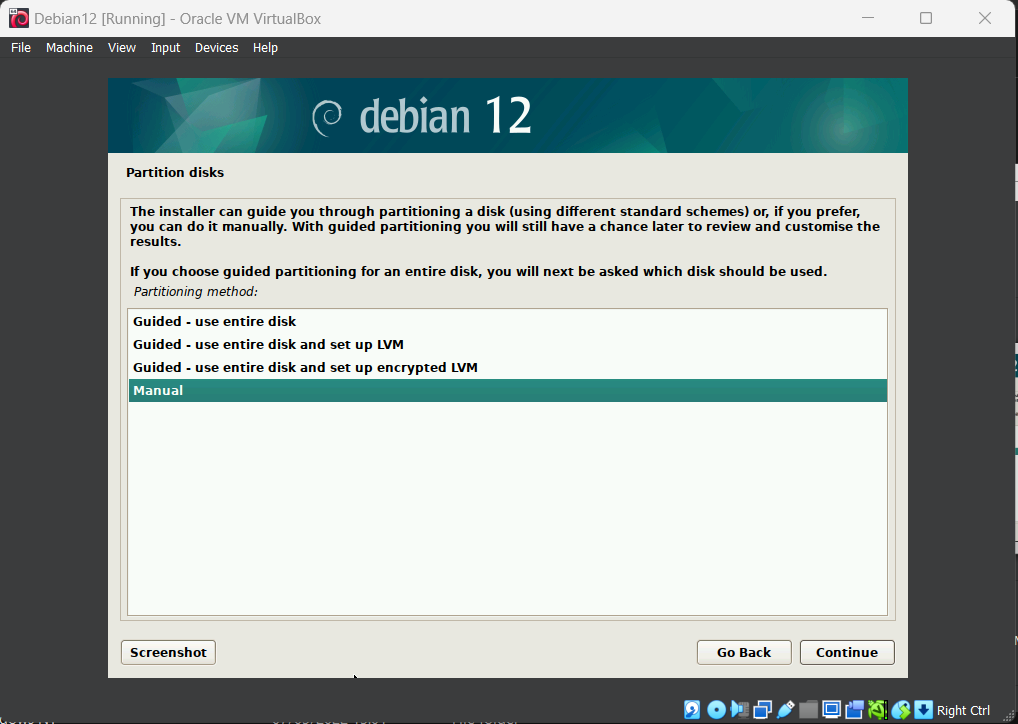 Debian12 [Running] - Oracle VM VirtualBox
File Machine View Input Devices Help
debian 12
Partition disks
The installer can guide you through partitioning a disk (using different standard schemes) or, if you prefer,
you can do it manually. With guided partitioning you will still have a chance later to review and customise the
results.
If you choose guided partitioning for an entire disk, you will next be asked which disk should be used.
Partitioning method:
Guided - use entire disk
Guided - use entire disk and set up LVM
Guided - use entire disk and set up encrypted LVM
Manual
Screenshot Go Back Continue
Right Ctrl